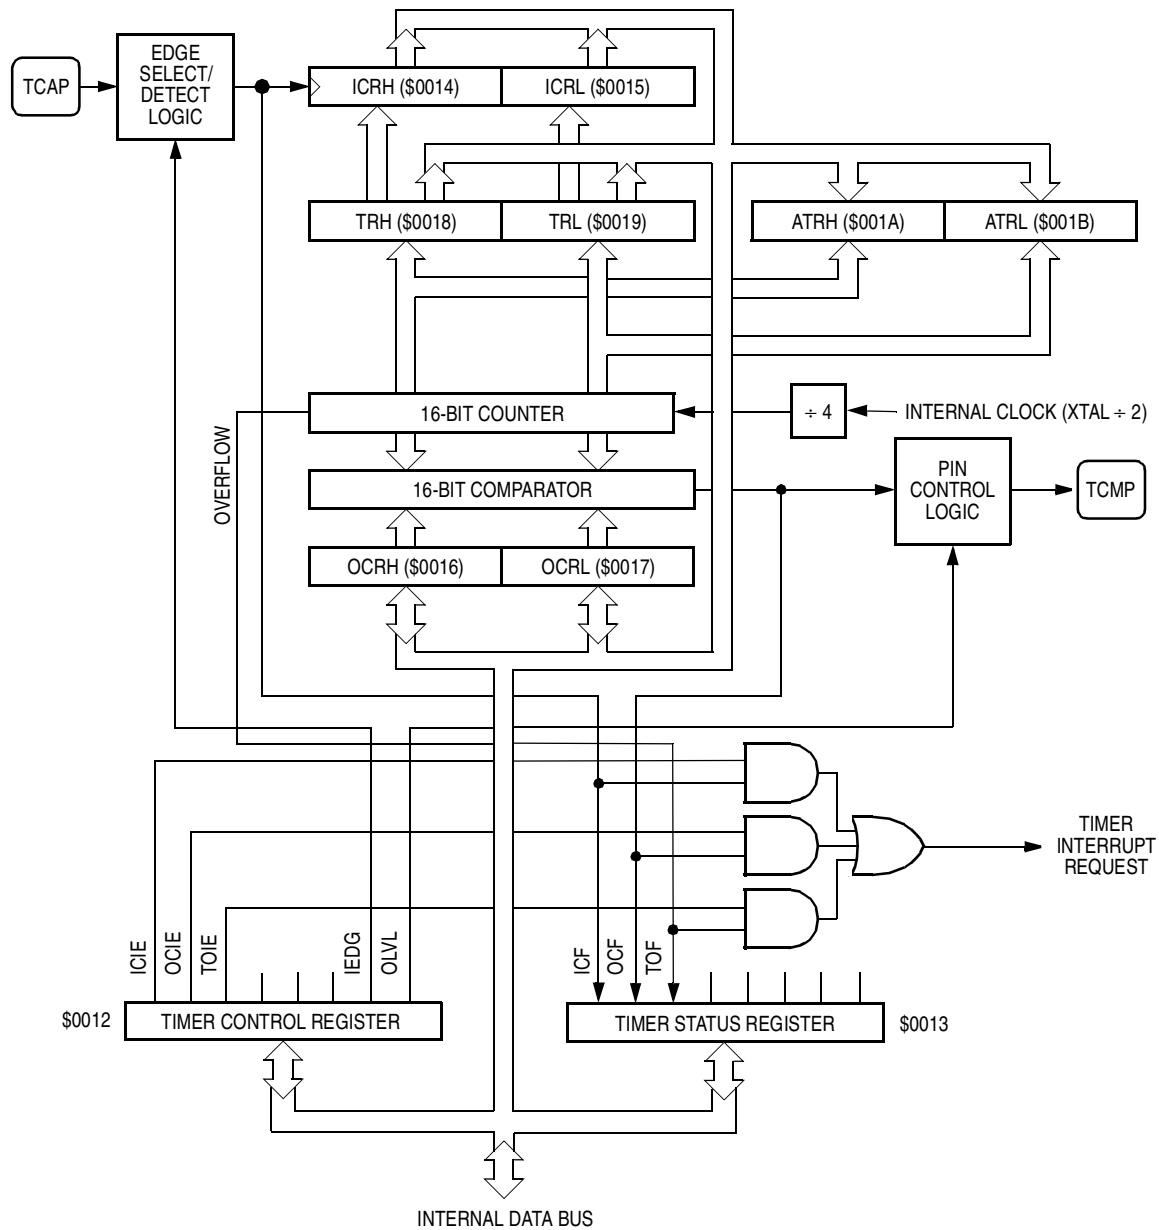 EDGE
SELECT/
DETECT
LOGIC
TCAP
ICRH ($0014)
ICRL ($0015)
TRH ($0018)
TRL ($0019)
ATRH ($001A)
ATRL ($001B)
16-BIT COUNTER
÷ 4
INTERNAL CLOCK (XTAL ÷ 2)
OVERFLOW
16-BIT COMPARATOR
PIN
CONTROL
LOGIC
TCMP
OCRH ($0016)
OCRL ($0017)
TIMER
INTERRUPT
REQUEST
ICIE
OCIE
TOIE
IEDG
OLVL
ICF
OCF
TOF
$0012
TIMER CONTROL REGISTER
TIMER STATUS REGISTER
$0013
INTERNAL DATA BUS